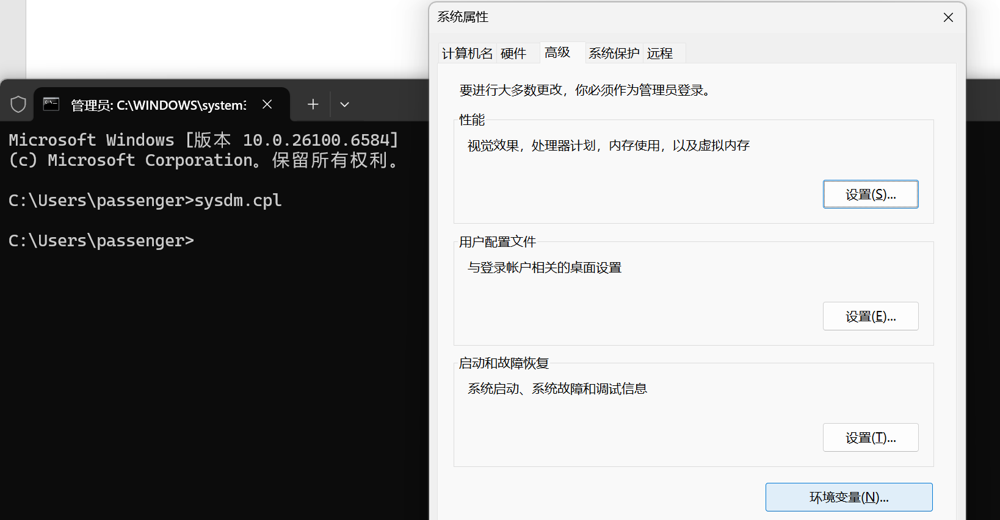 管理员: C:\WINDOWS\system3
Microsoft Windows [版本 10.0.26100.6584]
(c) Microsoft Corporation。保留所有权利。
C:\Users\passenger>sysdm.cpl
C:\Users\passenger>
系统属性
计算机名 硬件 高级 系统保护 远程
要进行大多数更改，你必须作为管理员登录。
性能
视觉效果，处理器计划，内存使用，以及虚拟内存
设置(S)...
用户配置文件
与登录帐户相关的桌面设置
设置(E)...
启动和故障恢复
系统启动、系统故障和调试信息
设置(T)...
环境变量(N)...